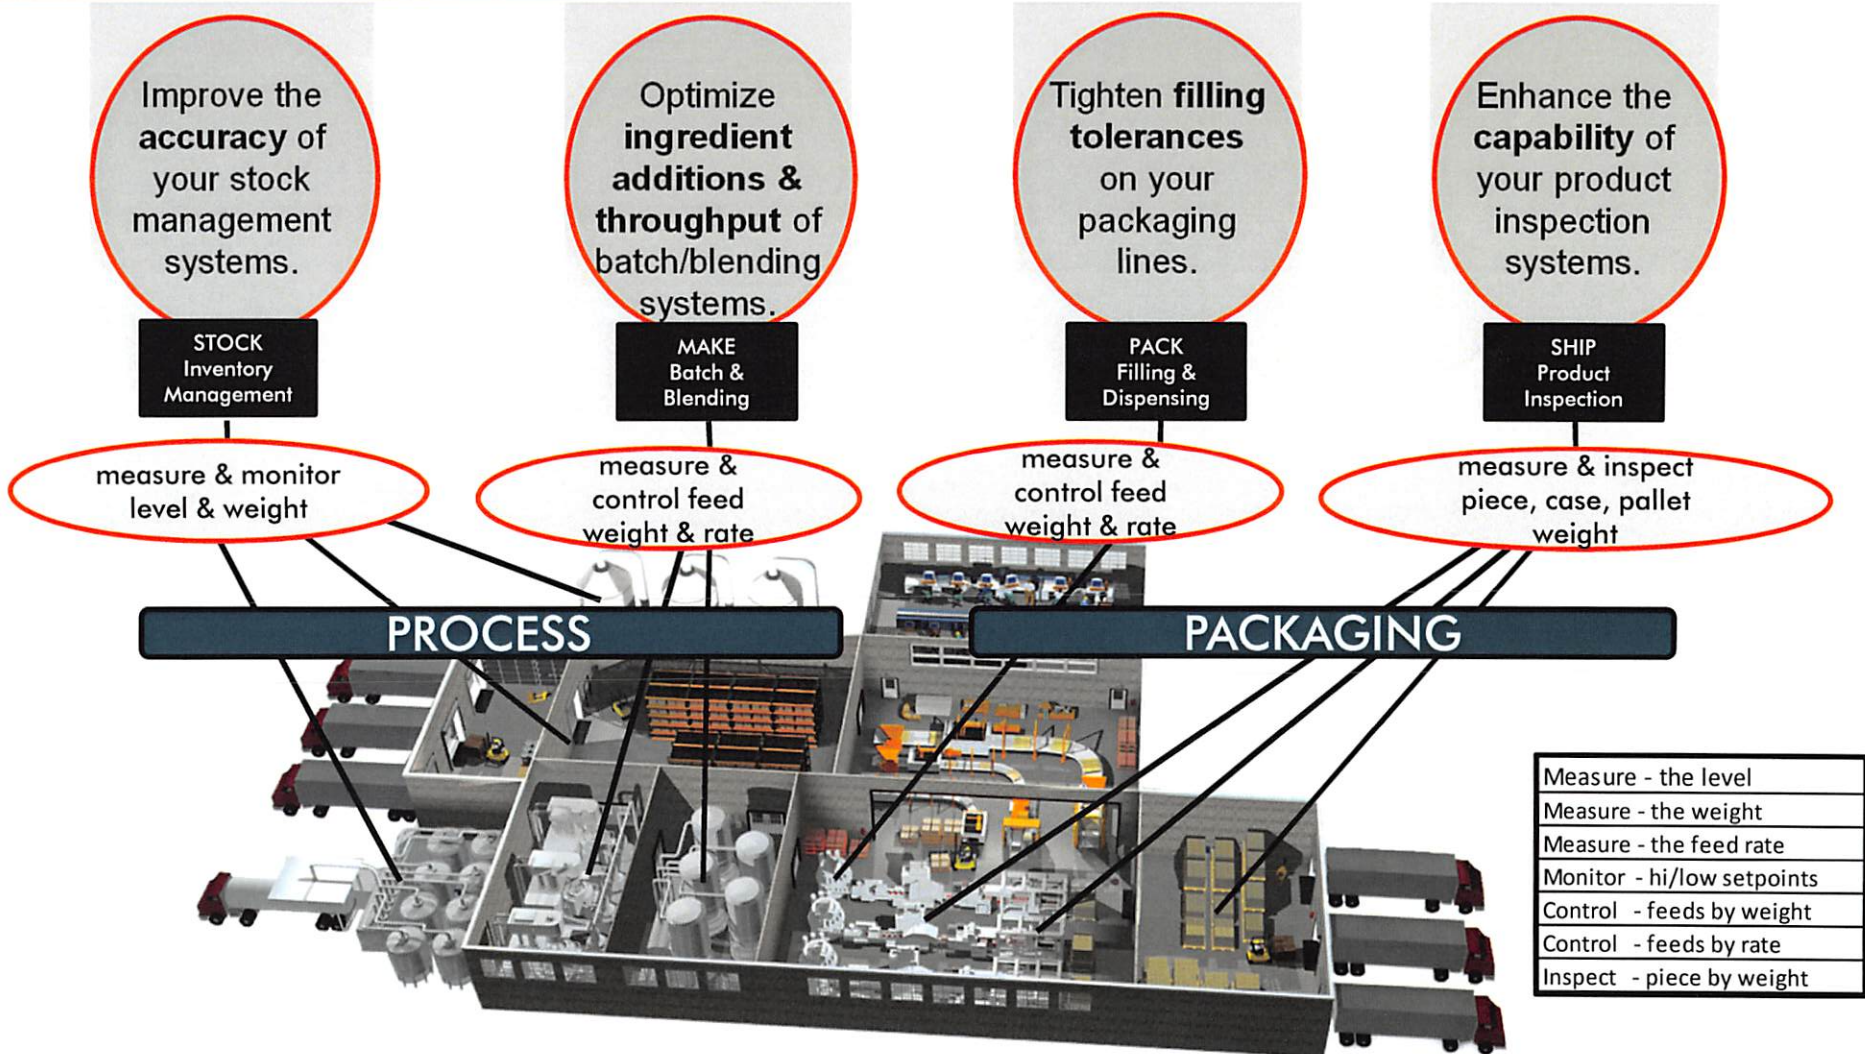 Improve the
accuracy of
your stock
management
systems.
Optimize
ingredient
additions &
throughput of
batch/blending
systems.
Tighten filling
tolerances
on your
packaging
lines.
Enhance the
capability of
your product
inspection
systems.
STOCK
Inventory
Management
MAKE
Batch &
Blending
PACK
Filling &
Dispensing
SHIP
Product
Inspection
measure & monitor
level & weight
measure &
control feed
weight & rate
measure &
control feed
weight & rate
measure & inspect
piece, case, pallet
weight
PROCESS
PACKAGING
Measure - the level
Measure - the weight
Measure - the feed rate
Monitor - hi/low setpoints
Control - feeds by weight
Control - feeds by rate
Inspect - piece by weight